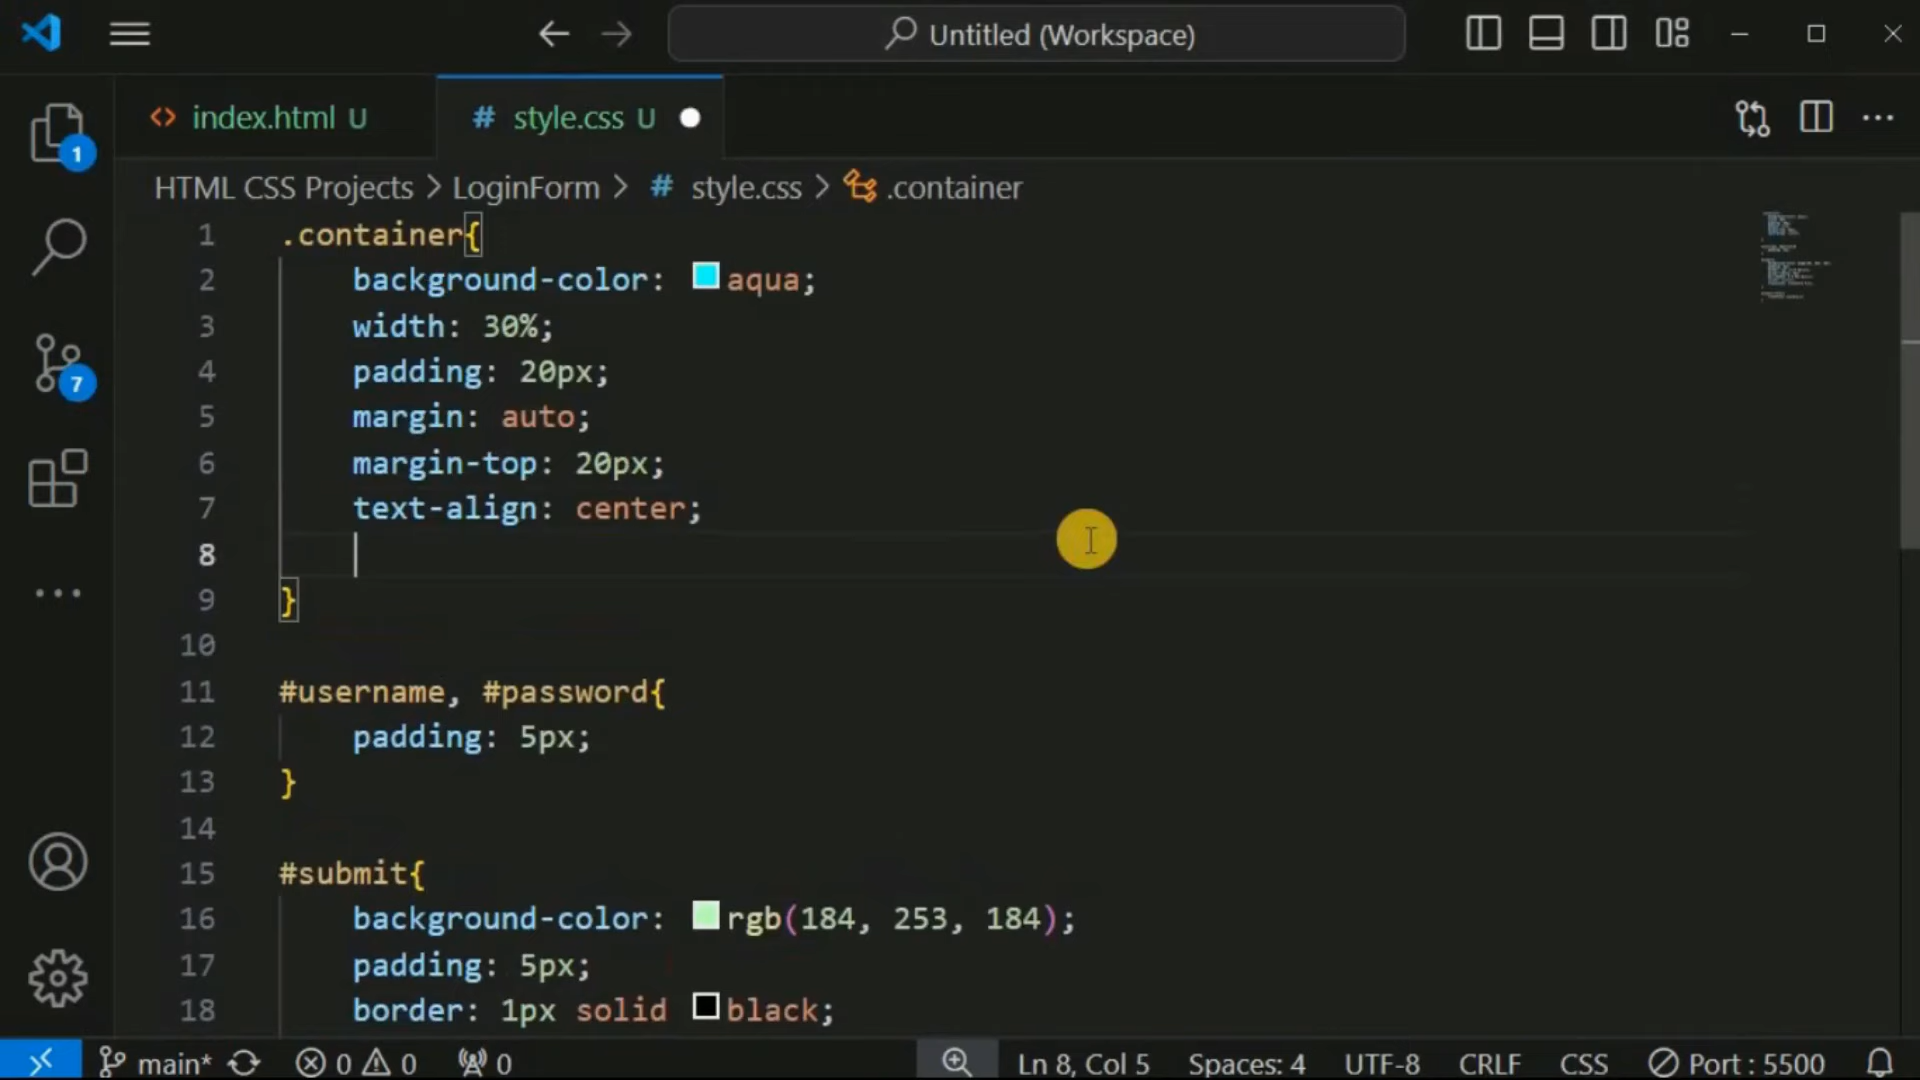 Untitled (Workspace)
index.html U
# style.css U
HTML CSS Projects > LoginForm > # style.css > .container
1 .container{
2 background-color: aqua;
3 width: 30%;
4 padding: 20px;
5 margin: auto;
6 margin-top: 20px;
7 text-align: center;
8
9 }
10
11 #username, #password{
12 padding: 5px;
13 }
14
15 #submit{
16 background-color: rgb(184, 253, 184);
17 padding: 5px;
18 border: 1px solid black;
1
7
main* 0 0 0 Ln 8, Col 5 Spaces: 4 UTF-8 CRLF CSS Port : 5500